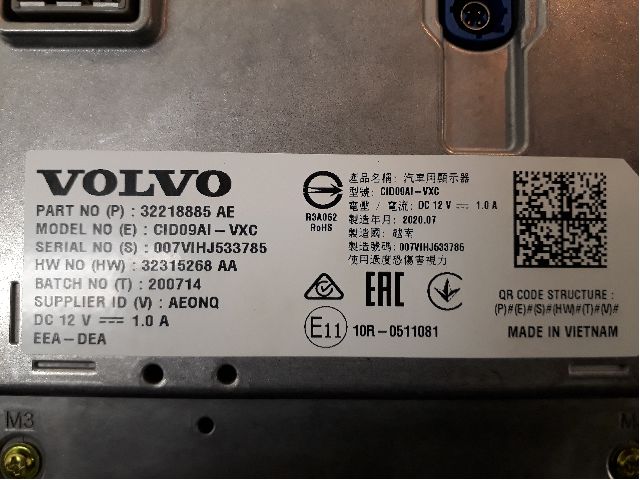 VOLVO
PART NO (P) : 32218885 AE
MODEL NO (E) : CID09AI-VXC
SERIAL NO (S) : 007VIHJ533785
HW NO (HW) : 32315268 AA
BATCH NO (T) : 200714
SUPPLIER ID (V) : AEONQ
DC 12 V ⎓ 1.0 A
EEA-DEA
R3A062
RoHS
產品名稱: 汽車用顯示器
型號: CID09AI-VXC
電壓 / 電流: DC 12 V ⎓ 1.0 A
製造年月: 2020.07
製造國: 越南
製造號碼: 007VIHJ533785
使用過度恐傷害視力
EAC
E11 10R-0511081
QR CODE STRUCTURE :
(P)#(E)#(S)#(HW)#(T)#(V)#
MADE IN VIETNAM
M3